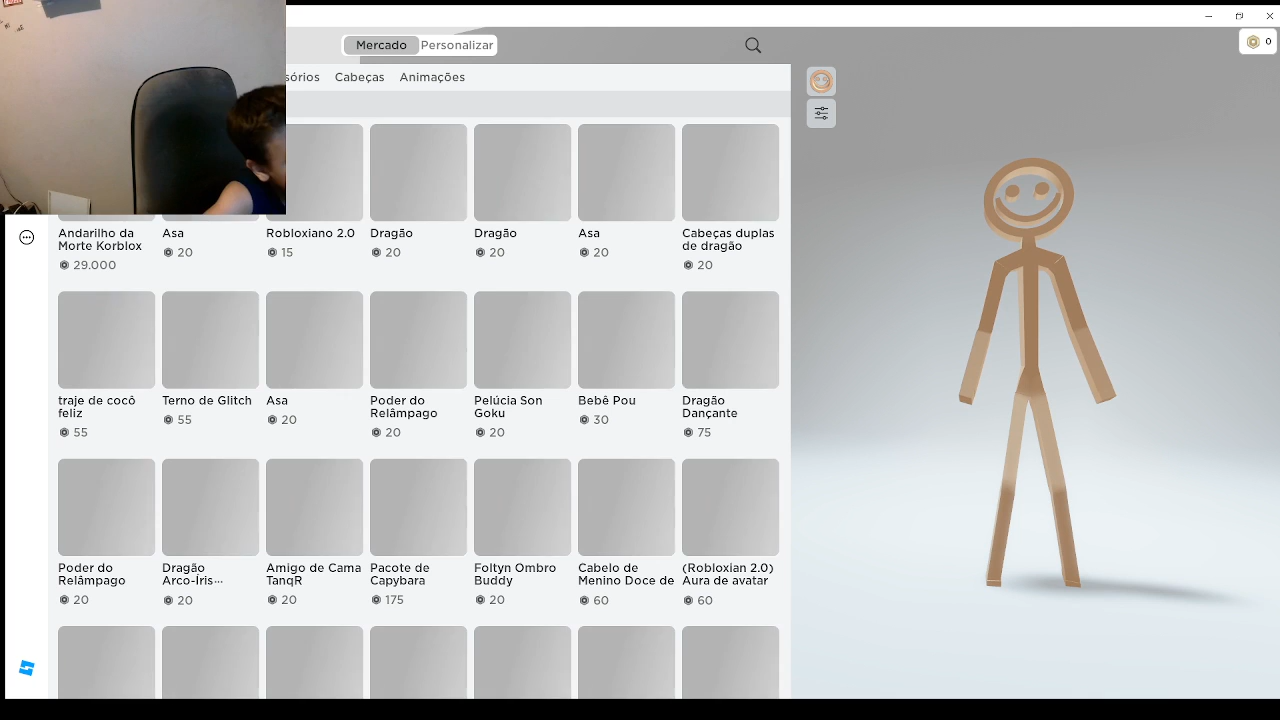 Mercado Personalizar
0
sórios Cabeças Animações
Andarilho da
Morte Korblox
29.000
Asa
20
Robloxiano 2.0
15
Dragão
20
Dragão
20
Asa
20
Cabeças duplas
de dragão
20
traje de cocô
feliz
55
Terno de Glitch
55
Asa
20
Poder do
Relâmpago
20
Pelúcia Son
Goku
20
Bebê Pou
30
Dragão
Dançante
75
Poder do
Relâmpago
20
Dragão
Arco-Íris...
20
Amigo de Cama
TanqR
20
Pacote de
Capybara
175
Foltyn Ombro
Buddy
20
Cabelo de
Menino Doce de
60
(Robloxian 2.0)
Aura de avatar
60